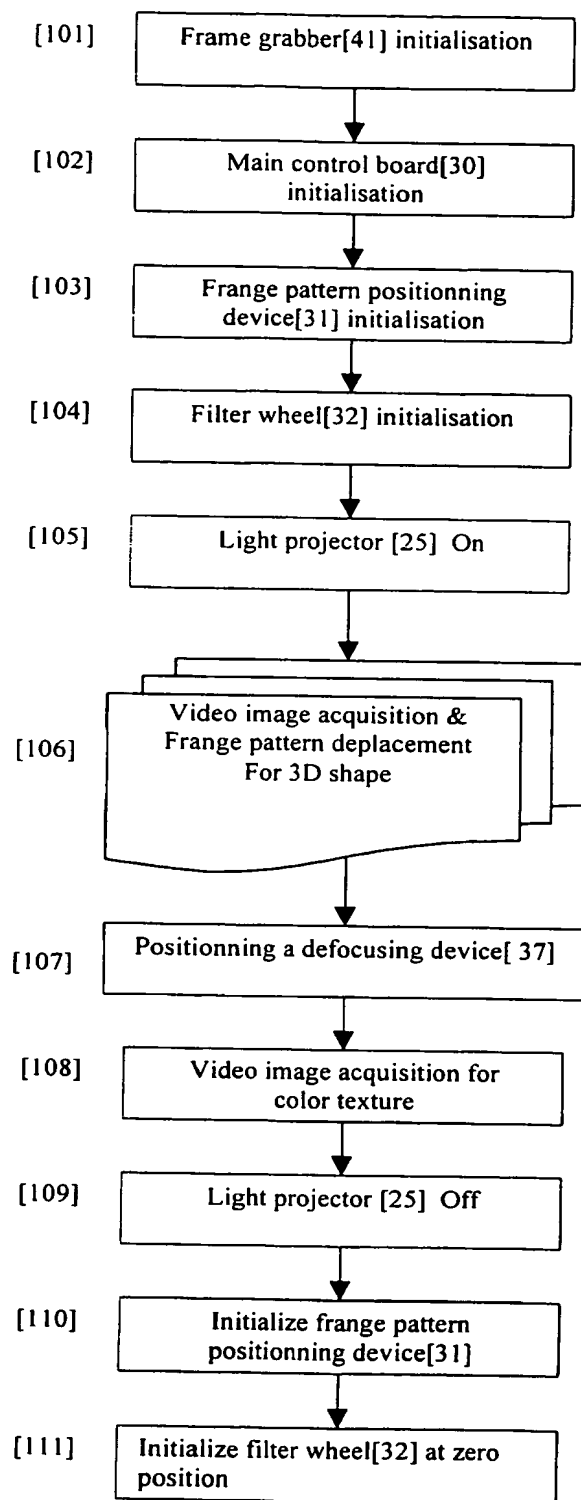 [101] Frame grabber[41] initialisation
[102] Main control board[30]
initialisation
[103] Frange pattern positionning
device[31] initialisation
[104] Filter wheel[32] initialisation
[105] Light projector [25] On
Video image acquisition &
[106] Frange pattern deplacement
For 3D shape
[107] Positionning a defocusing device[ 37]
[108] Video image acquisition for
color texture
[109] Light projector [25] Off
[110] Initialize frange pattern
positionning device[31]
[111] Initialize filter wheel[32] at zero
position